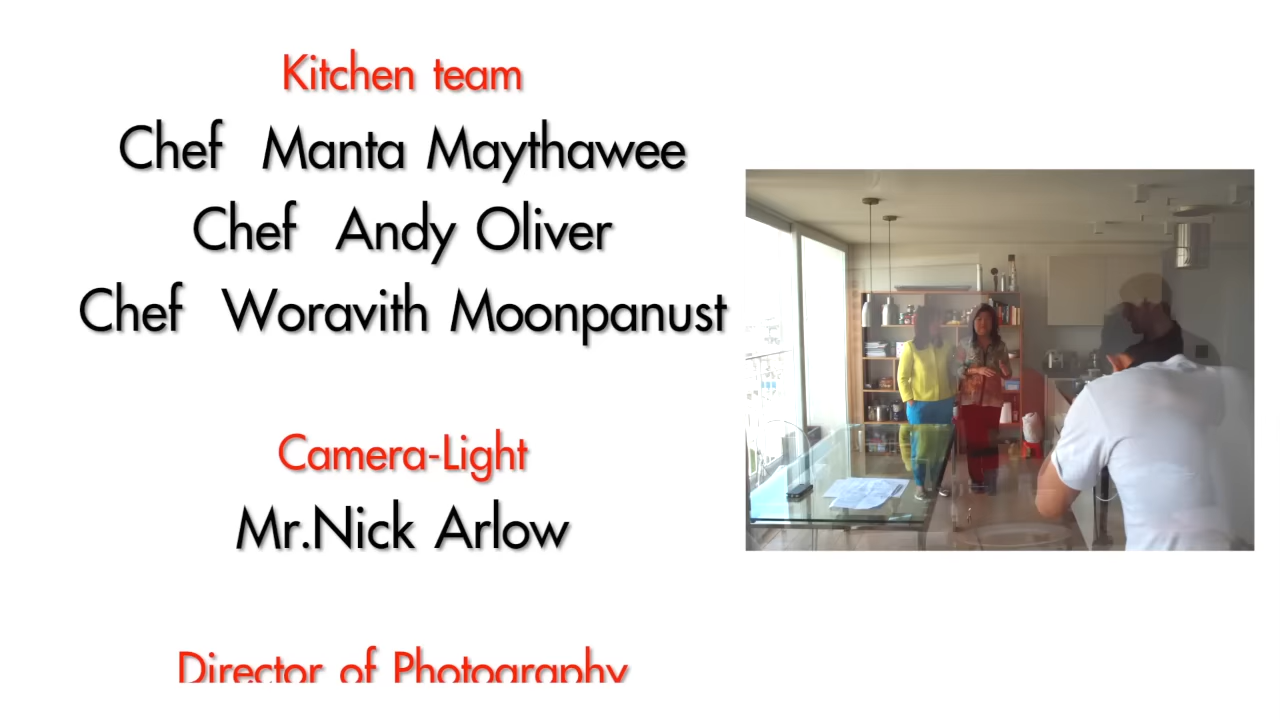 Kitchen team
Chef Manta Maythawee
Chef Andy Oliver
Chef Woravith Moonpanust
Camera-Light
Mr.Nick Arlow
Director of Photography